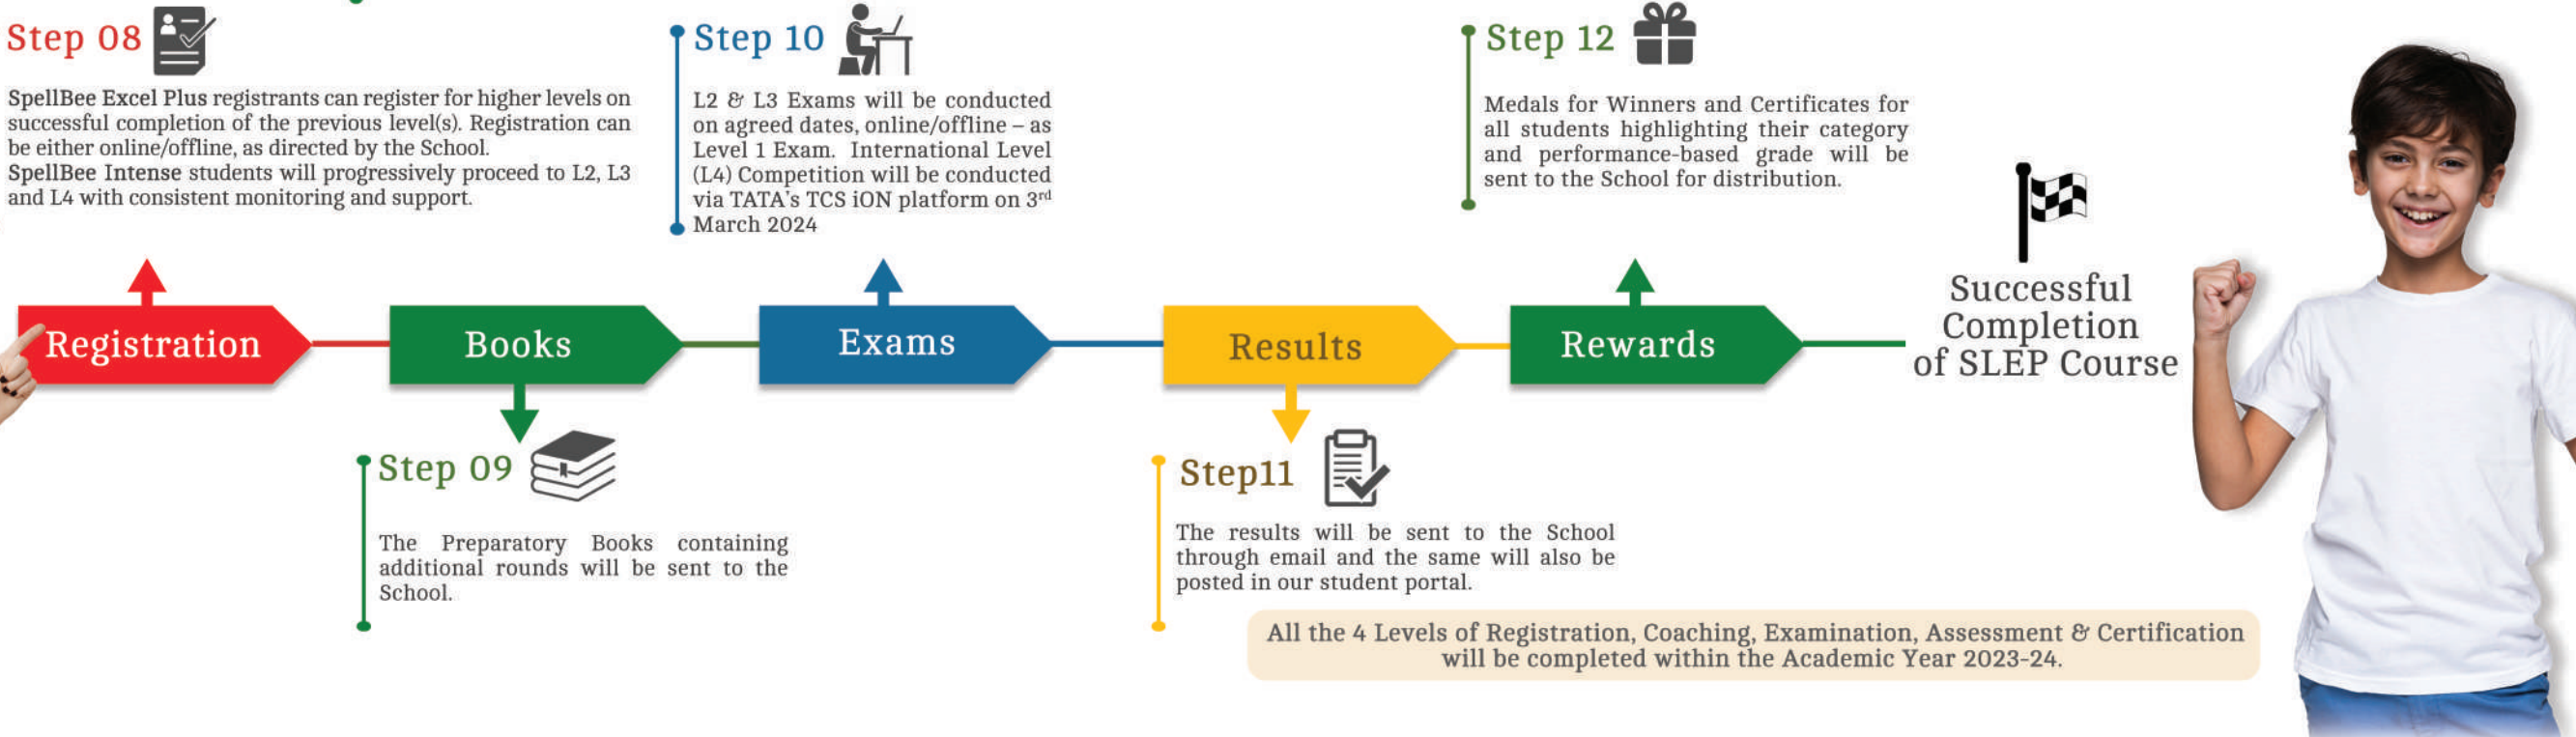 Step 08
SpellBee Excel Plus registrants can register for higher levels on
successful completion of the previous level(s). Registration can
be either online/offline, as directed by the School.
SpellBee Intense students will progressively proceed to L2, L3
and L4 with consistent monitoring and support.
Step 10
L2 & L3 Exams will be conducted
on agreed dates, online/offline – as
Level 1 Exam. International Level
(L4) Competition will be conducted
via TATA's TCS iON platform on 3rd
March 2024
Step 12
Medals for Winners and Certificates for
all students highlighting their category
and performance-based grade will be
sent to the School for distribution.
Registration
Books
Exams
Results
Rewards
Successful
Completion
of SLEP Course
Step 09
The Preparatory Books containing
additional rounds will be sent to the
School.
Step11
The results will be sent to the School
through email and the same will also be
posted in our student portal.
All the 4 Levels of Registration, Coaching, Examination, Assessment & Certification
will be completed within the Academic Year 2023-24.